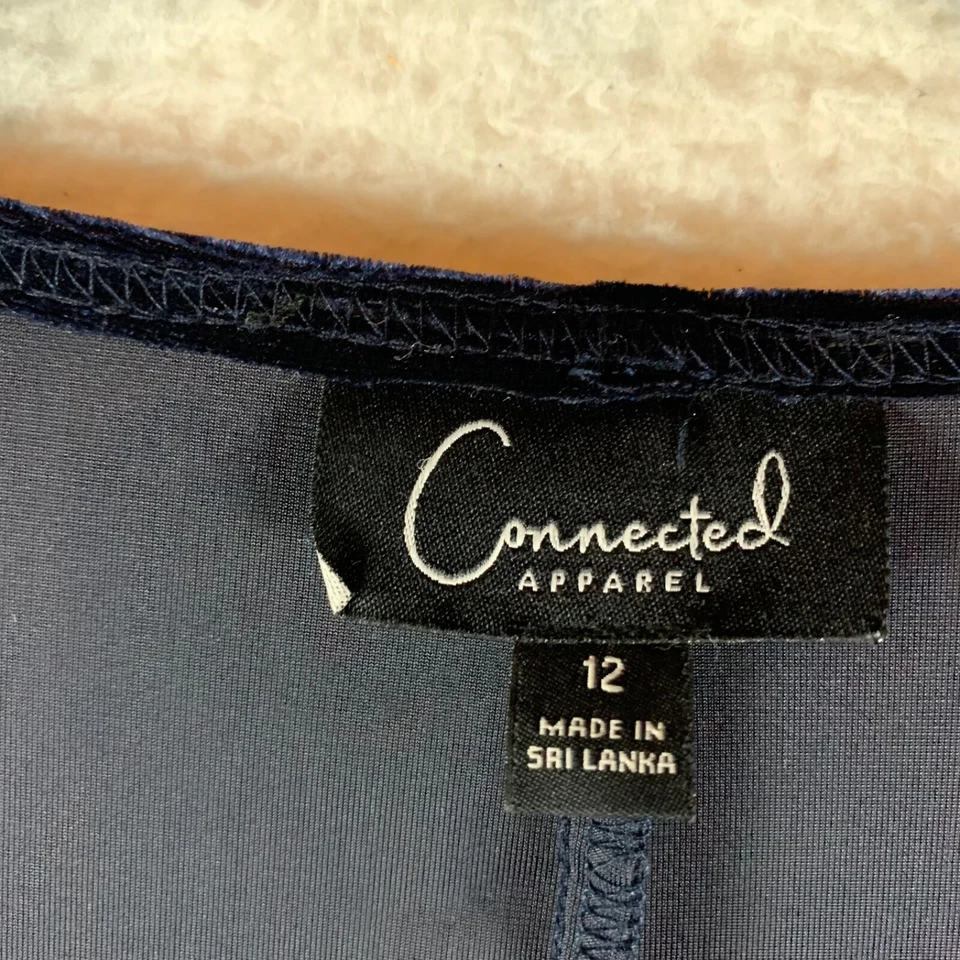 Connected
APPAREL
12
MADE IN
SRI LANKA